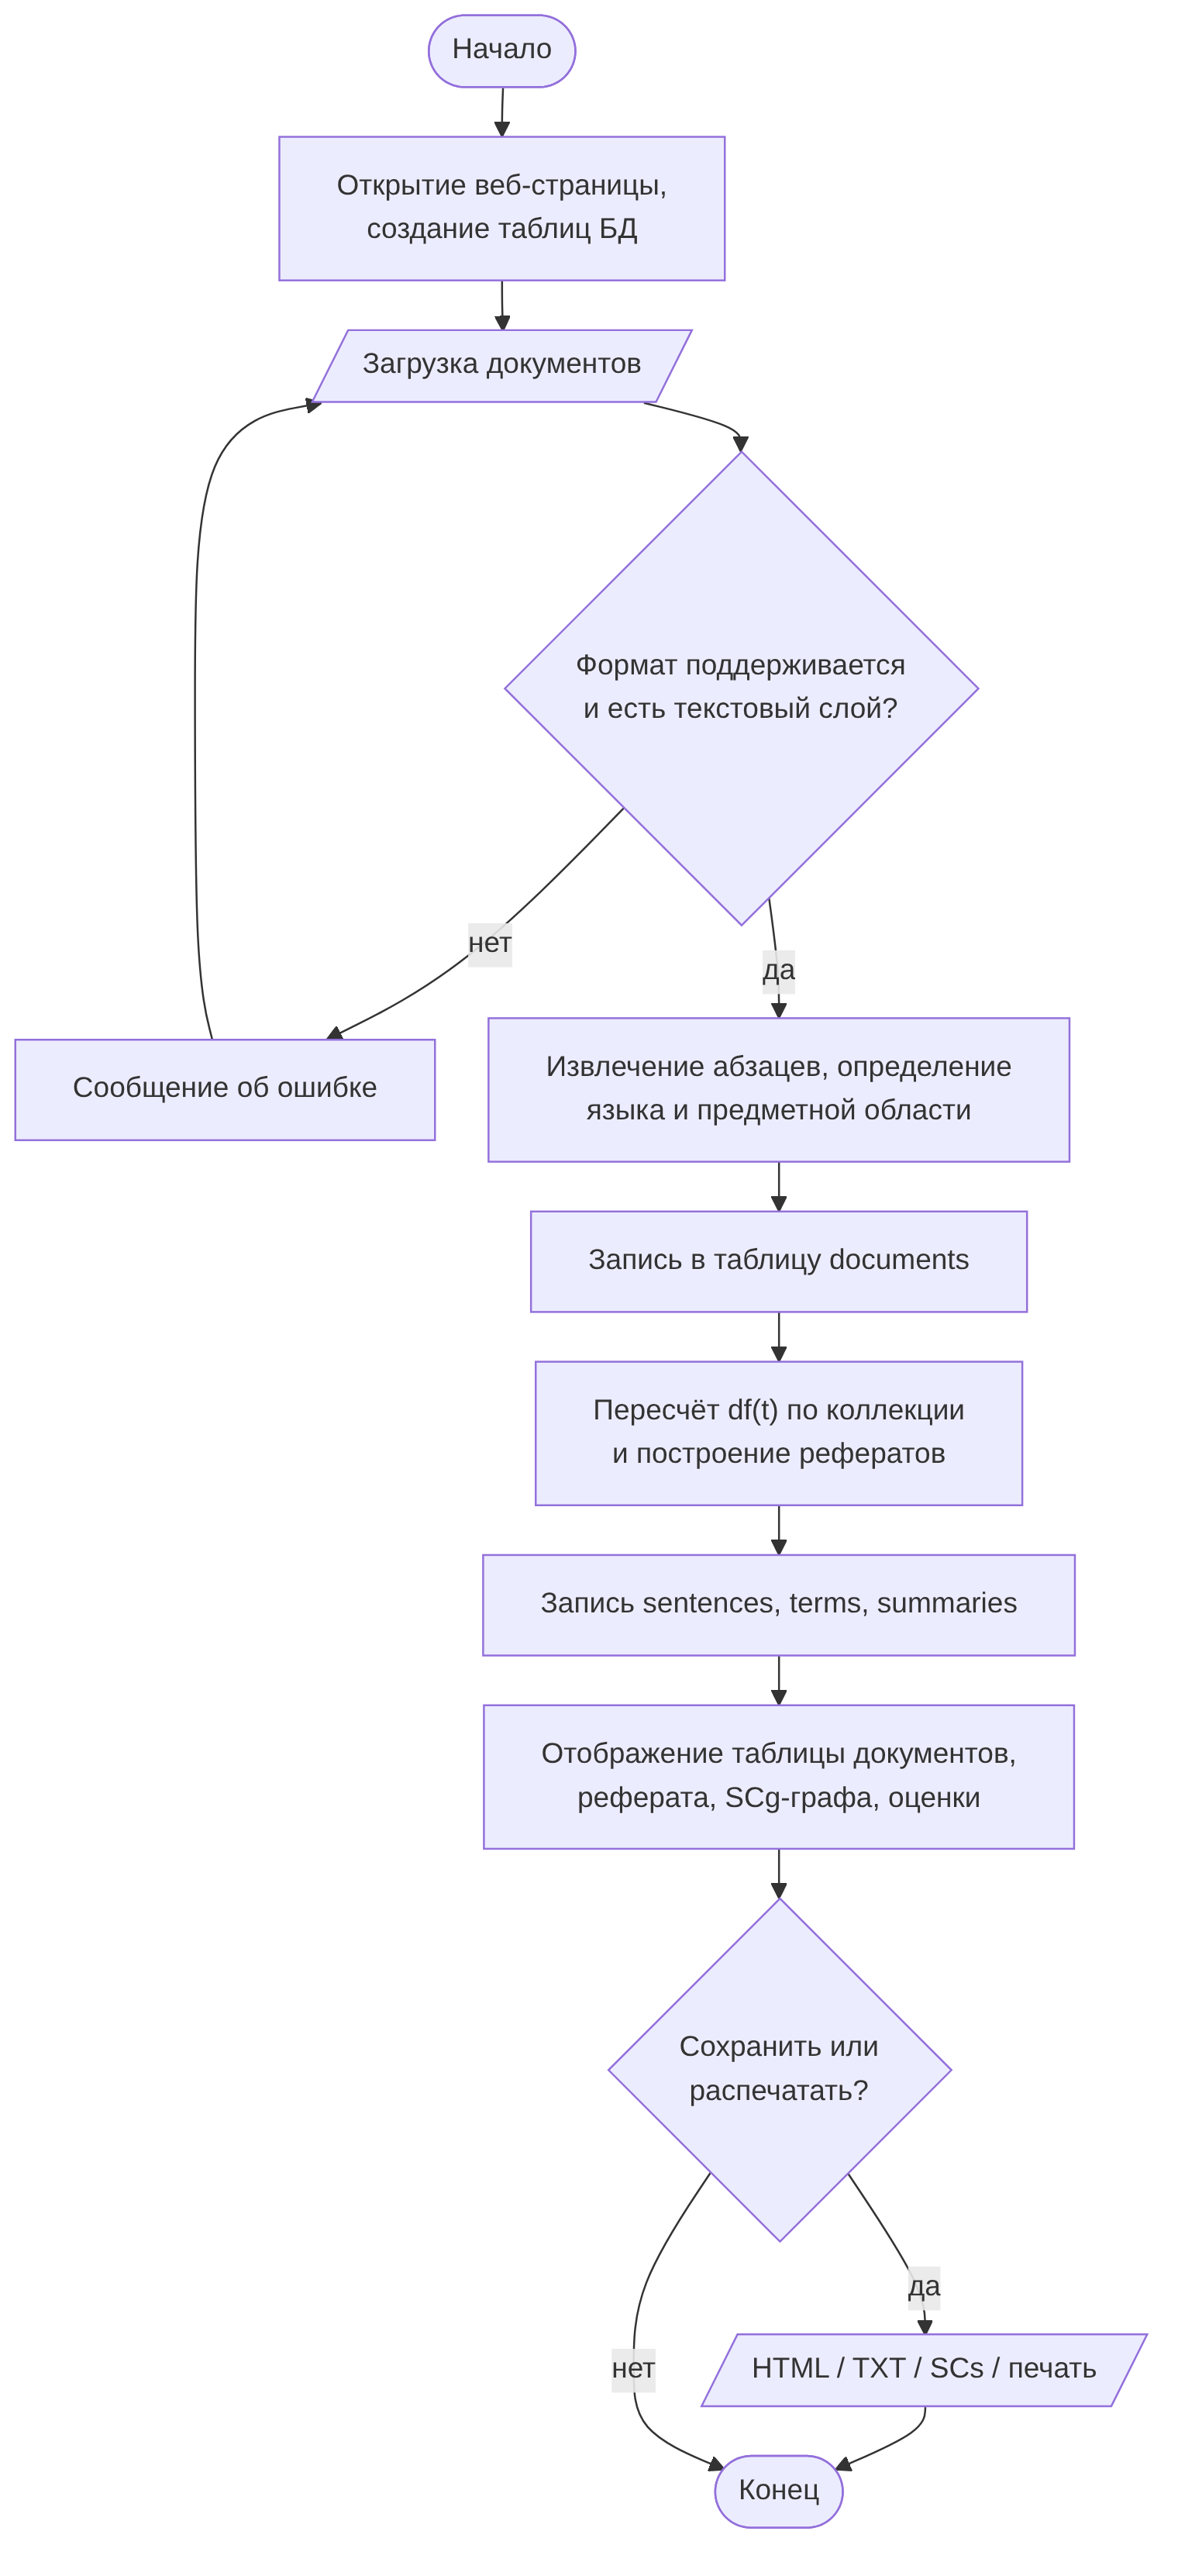 Начало
Открытие веб-страницы,
создание таблиц БД
Загрузка документов
Формат поддерживается
и есть текстовый слой?
нет
да
Сообщение об ошибке
Извлечение абзацев, определение
языка и предметной области
Запись в таблицу documents
Пересчёт df(t) по коллекции
и построение рефератов
Запись sentences, terms, summaries
Отображение таблицы документов,
реферата, SCg-графа, оценки
Сохранить или
распечатать?
да
нет
HTML / TXT / SCs / печать
Конец